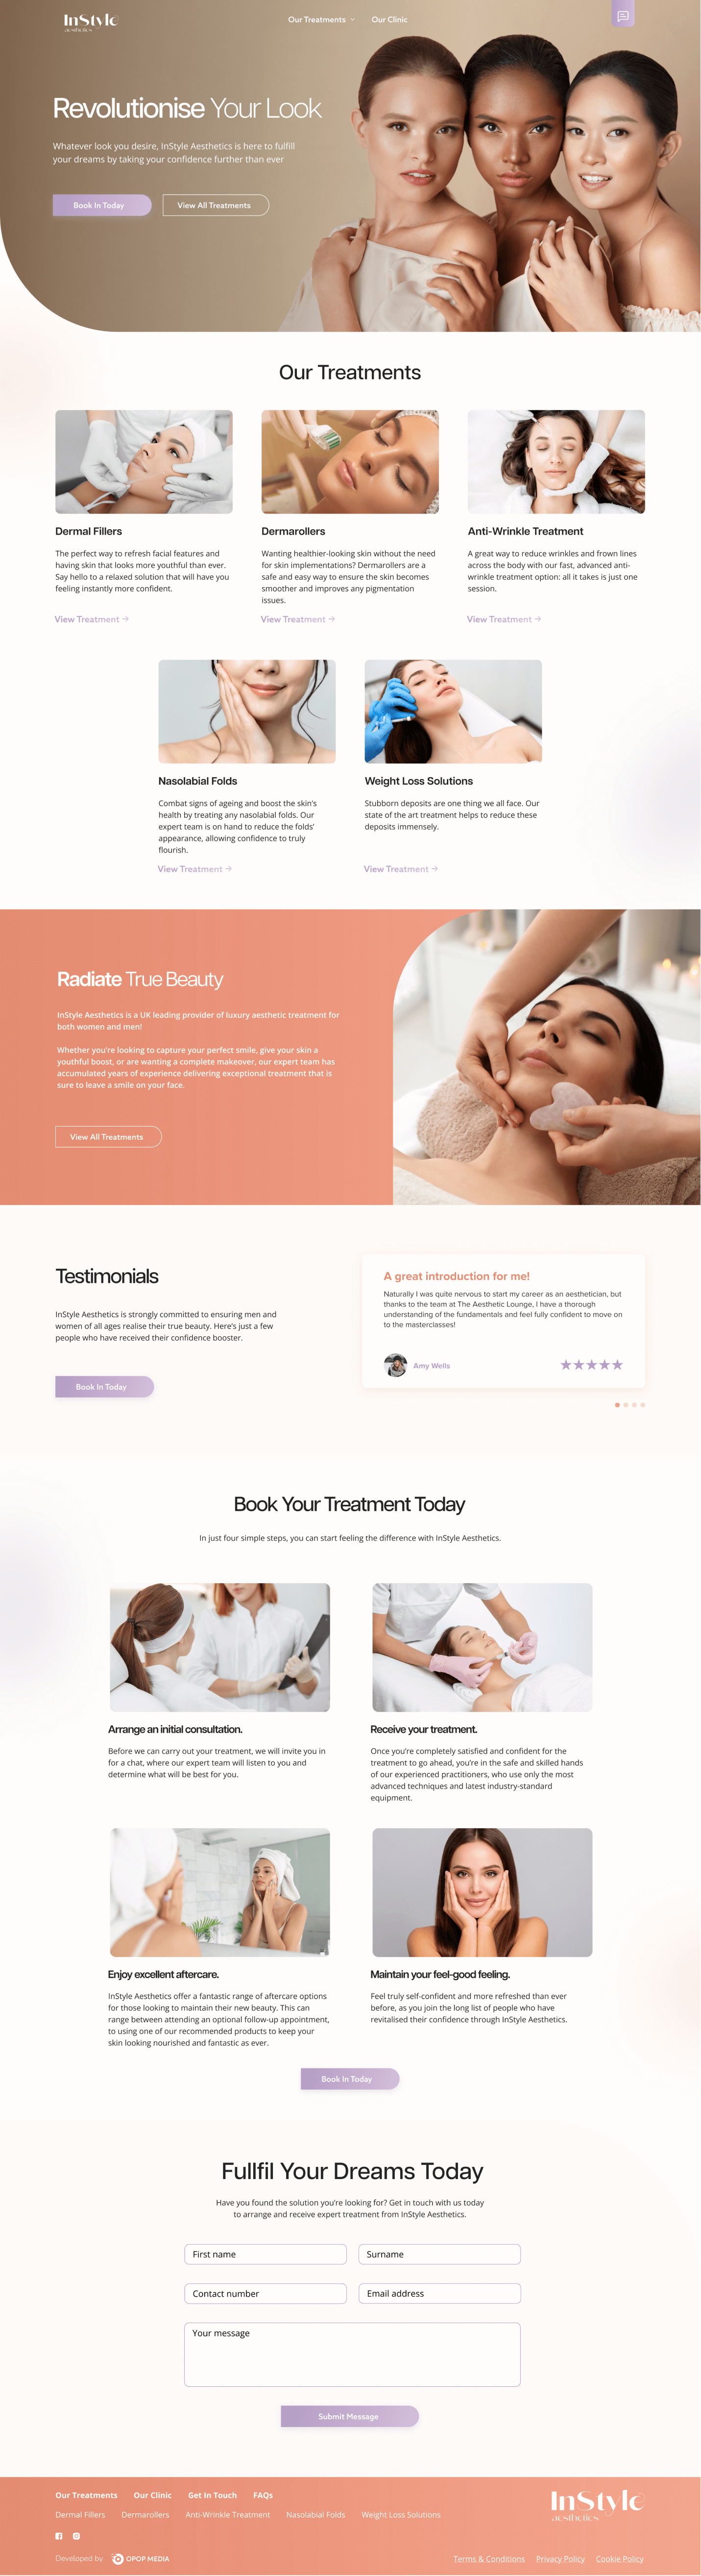 InStyle
aesthetics
Our Treatments
Our Clinic
Revolutionise Your Look
Whatever look you desire, InStyle Aesthetics is here to fulfill
your dreams by taking your confidence further than ever
Book In Today
View All Treatments
Our Treatments
Dermal Fillers
The perfect way to refresh facial features and
having skin that looks more youthful than ever.
Say hello to a relaxed solution that will have you
feeling instantly more confident.
View Treatment →
Dermarollers
Wanting healthier-looking skin without the need
for skin implementations? Dermarollers are a
safe and easy way to ensure the skin becomes
smoother and improves any pigmentation
issues.
View Treatment →
Anti-Wrinkle Treatment
A great way to reduce wrinkles and frown lines
across the body with our fast, advanced anti-
wrinkle treatment option: all it takes is just one
session.
View Treatment →
Nasolabial Folds
Combat signs of ageing and boost the skin's
health by treating any nasolabial folds. Our
expert team is on hand to reduce the folds'
appearance, allowing confidence to truly
flourish.
View Treatment →
Weight Loss Solutions
Stubborn deposits are one thing we all face. Our
state of the art treatment helps to reduce these
deposits immensely.
View Treatment →
Radiate True Beauty
InStyle Aesthetics is a UK leading provider of luxury aesthetic treatment for
both women and men!
Whether you're looking to capture your perfect smile, give your skin a
youthful boost, or are wanting a complete makeover, our expert team has
accumulated years of experience delivering exceptional treatment that is
sure to leave a smile on your face.
View All Treatments
Testimonials
InStyle Aesthetics is strongly committed to ensuring men and
women of all ages realise their true beauty. Here's just a few
people who have received their confidence booster.
Book In Today
A great introduction for me!
Naturally I was quite nervous to start my career as an aesthetician, but
thanks to the team at The Aesthetic Lounge, I have a thorough
understanding of the fundamentals and feel fully confident to move on
to the masterclasses!
Amy Wells
Book Your Treatment Today
In just four simple steps, you can start feeling the difference with InStyle Aesthetics.
Arrange an initial consultation.
Before we can carry out your treatment, we will invite you in
for a chat, where our expert team will listen to you and
determine what will be best for you.
Receive your treatment.
Once you're completely satisfied and confident for the
treatment to go ahead, you're in the safe and skilled hands
of our experienced practitioners, who use only the most
advanced techniques and latest industry-standard
equipment.
Enjoy excellent aftercare.
InStyle Aesthetics offer a fantastic range of aftercare options
for those looking to maintain their new beauty. This can
range between attending an optional follow-up appointment,
to using one of our recommended products to keep your
skin looking nourished and fantastic as ever.
Maintain your feel-good feeling.
Feel truly self-confident and more refreshed than ever
before, as you join the long list of people who have
revitalised their confidence through InStyle Aesthetics.
Book In Today
Fullfil Your Dreams Today
Have you found the solution you're looking for? Get in touch with us today
to arrange and receive expert treatment from InStyle Aesthetics.
First name
Surname
Contact number
Email address
Your message
Submit Message
Our Treatments
Our Clinic
Get In Touch
FAQs
Dermal Fillers
Dermarollers
Anti-Wrinkle Treatment
Nasolabial Folds
Weight Loss Solutions
InStyle
aesthetics
Developed by
OPOP MEDIA
Terms & Conditions
Privacy Policy
Cookie Policy